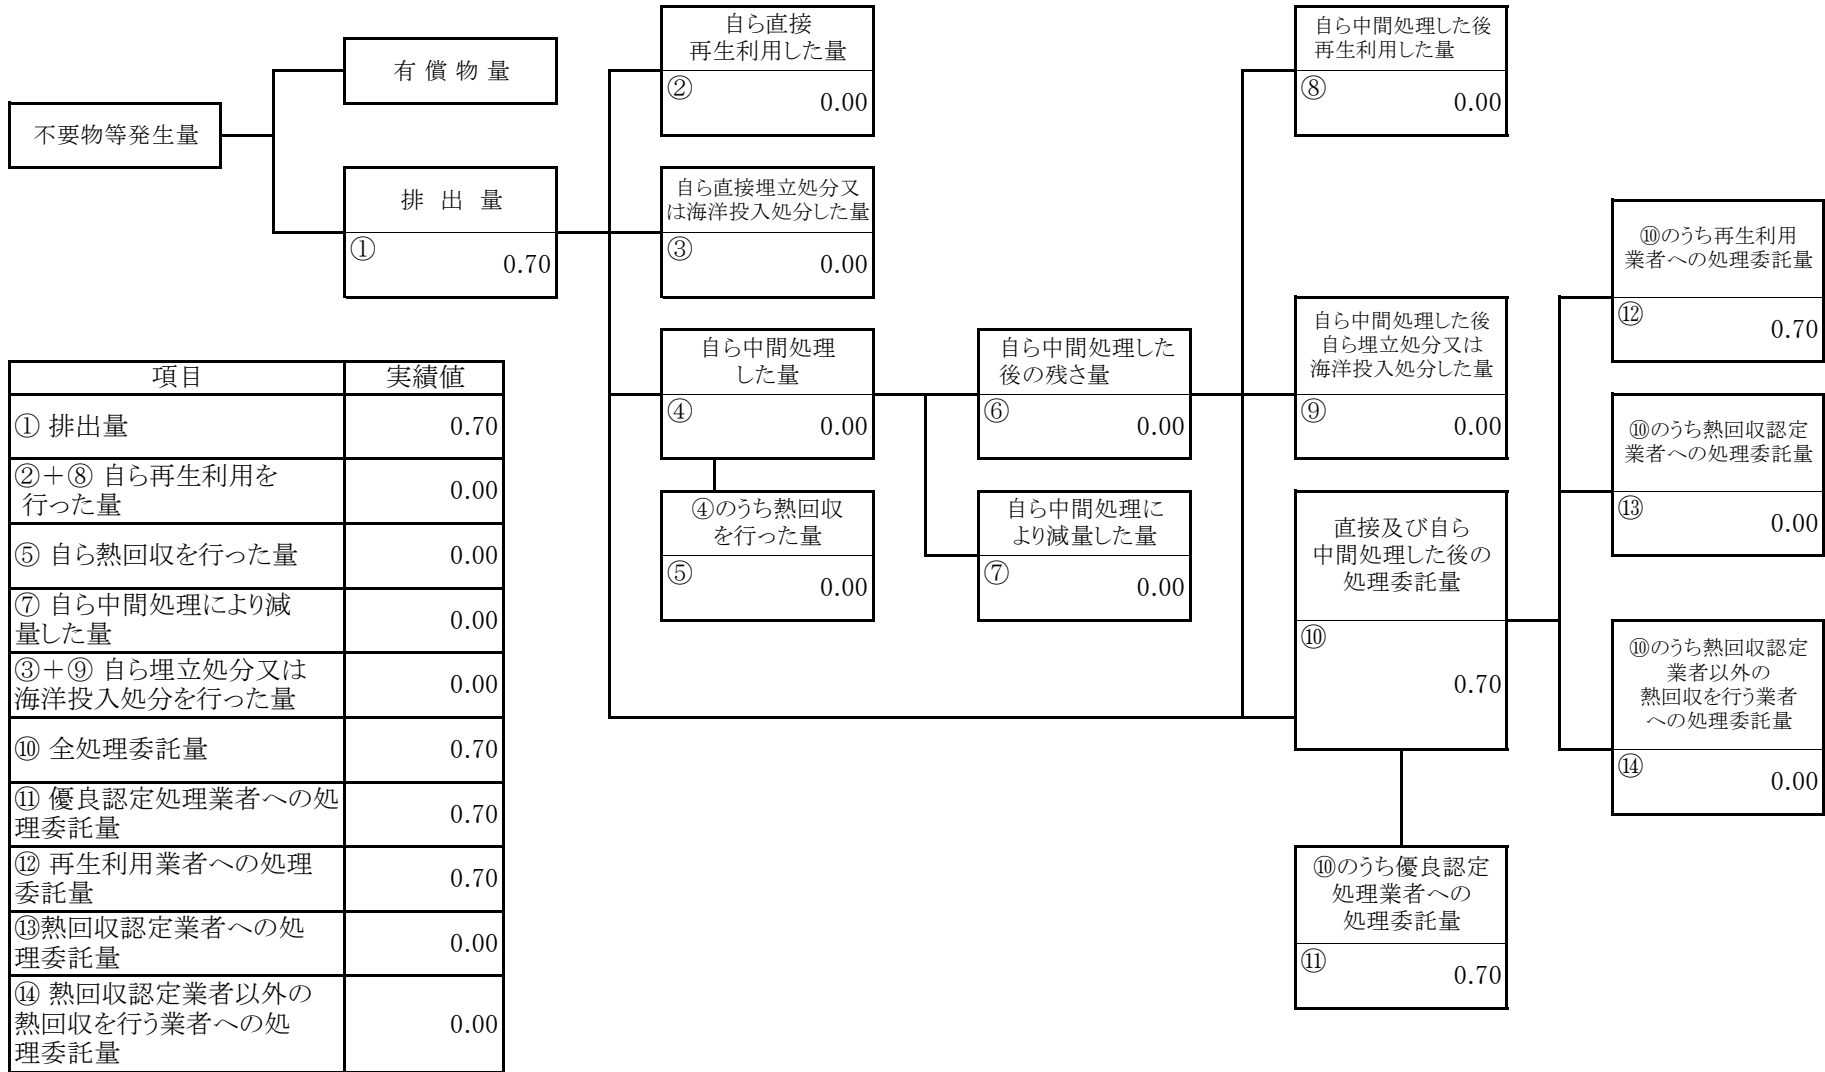 自ら直接
再生利用した量
②
0.00
自ら中間処理した後
再生利用した量
⑧
0.00
有 償 物 量
不要物等発生量
排 出 量
①
0.70
自ら直接埋立処分又
は海洋投入処分した量
③
0.00
⑩のうち再生利用
業者への処理委託量
⑫
0.70
自ら中間処理
した量
④
0.00
自ら中間処理した
後の残さ量
⑥
0.00
自ら中間処理した後
自ら埋立処分又は
海洋投入処分した量
⑨
0.00
⑩のうち熱回収認定
業者への処理委託量
⑬
0.00
④のうち熱回収
を行った量
⑤
0.00
自ら中間処理に
より減量した量
⑦
0.00
直接及び自ら
中間処理した後の
処理委託量
⑩
0.70
⑩のうち熱回収認定
業者以外の
熱回収を行う業者
への処理委託量
⑭
0.00
⑩のうち優良認定
処理業者への
処理委託量
⑪
0.70
項目 実績値
① 排出量 0.70
②＋⑧ 自ら再生利用を
行った量 0.00
⑤ 自ら熱回収を行った量 0.00
⑦ 自ら中間処理により減
量した量 0.00
③＋⑨ 自ら埋立処分又は
海洋投入処分を行った量 0.00
⑩ 全処理委託量 0.70
⑪ 優良認定処理業者への処
理委託量 0.70
⑫ 再生利用業者への処理
委託量 0.70
⑬熱回収認定業者への処
理委託量 0.00
⑭ 熱回収認定業者以外の
熱回収を行う業者への処
理委託量 0.00